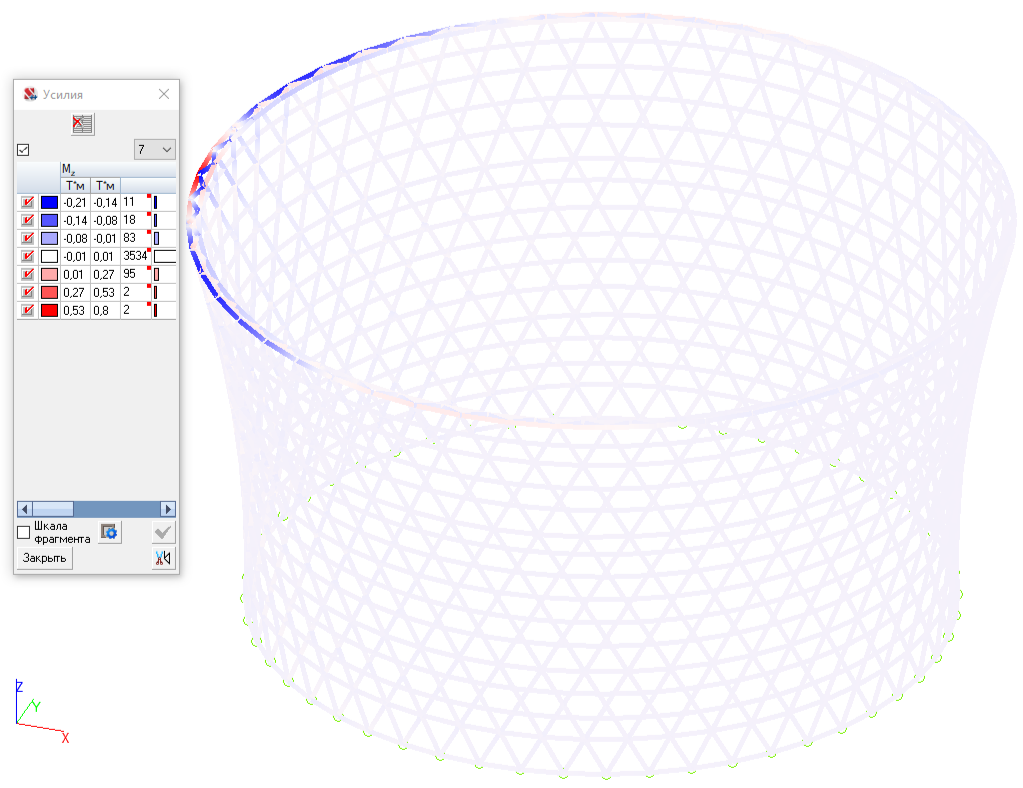 Усилия
7
Mz
Т*м Т*м
-0,21 -0,14 11
-0,14 -0,08 18
-0,08 -0,01 83
-0,01 0,01 3534
0,01 0,27 95
0,27 0,53 2
0,53 0,8 2
Шкала
фрагмента
Закрыть
Z
Y
X